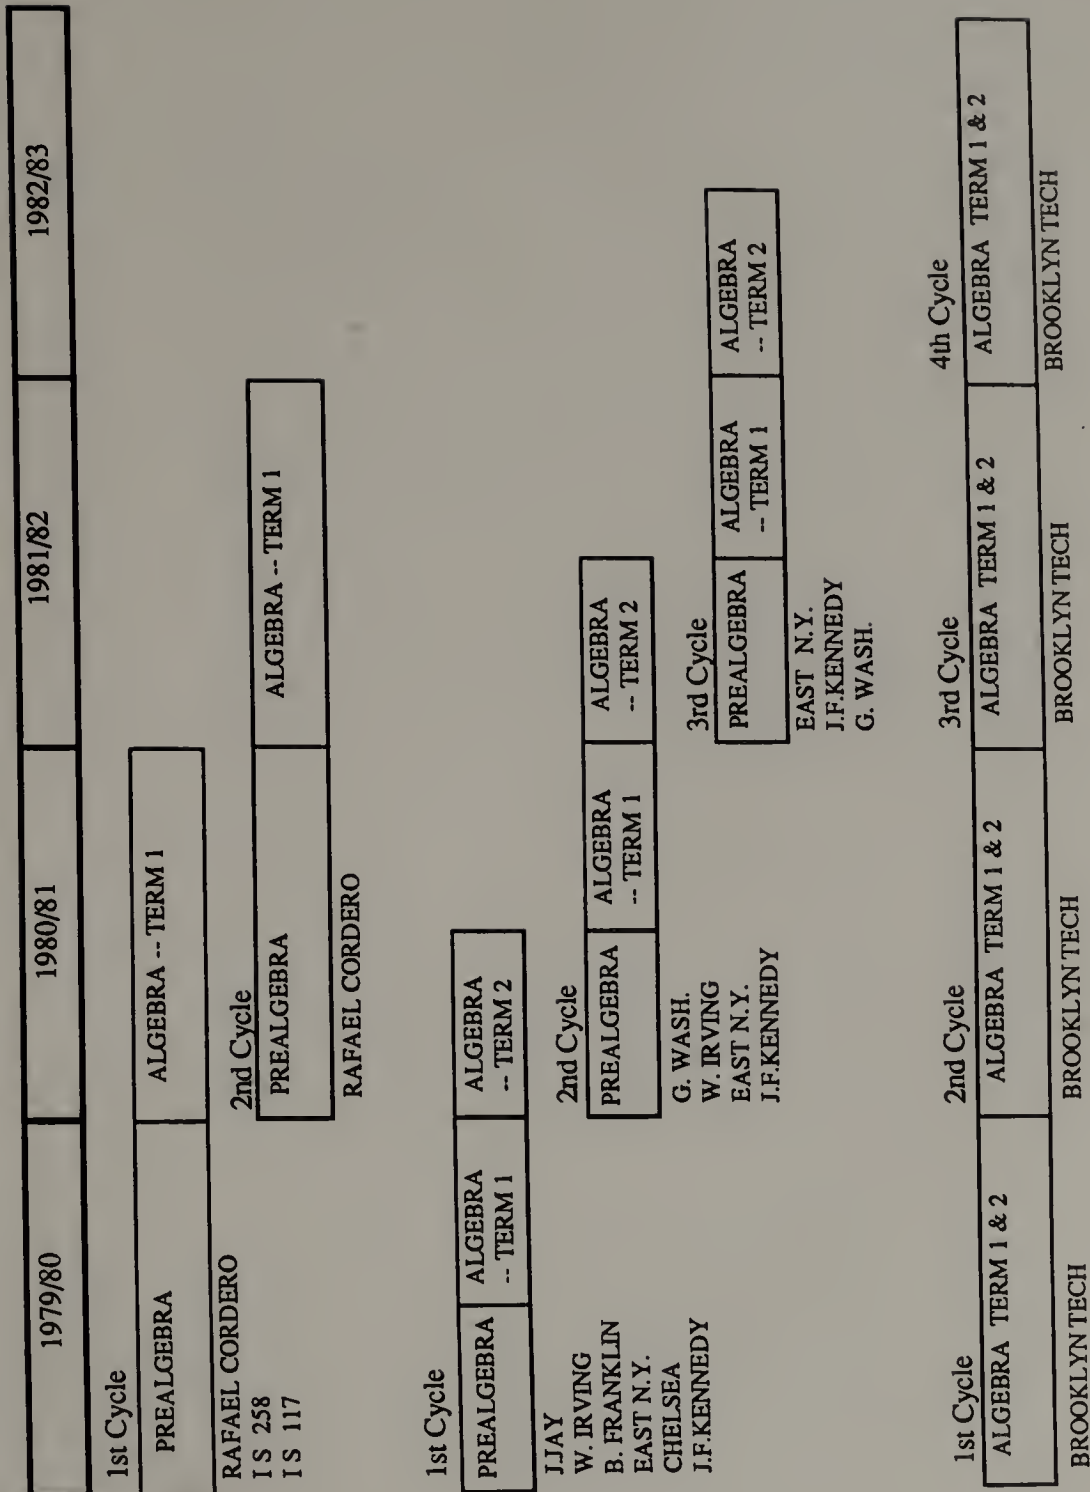 1979/80
1980/81
1981/82
1982/83
1st Cycle
PREALGEBRA
ALGEBRA -- TERM 1
RAFAEL CORDERO
I S 258
I S 117
2nd Cycle
PREALGEBRA
ALGEBRA -- TERM 1
RAFAEL CORDERO
1st Cycle
PREALGEBRA
ALGEBRA
-- TERM 1
ALGEBRA
-- TERM 2
J.JAY
W. IRVING
B. FRANKLIN
EAST N.Y.
CHELSEA
J.F.KENNEDY
2nd Cycle
PREALGEBRA
ALGEBRA
-- TERM 1
ALGEBRA
-- TERM 2
G. WASH.
W. IRVING
EAST N.Y.
J.F.KENNEDY
3rd Cycle
PREALGEBRA
ALGEBRA
-- TERM 1
ALGEBRA
-- TERM 2
EAST N.Y.
J.F.KENNEDY
G. WASH.
1st Cycle
ALGEBRA TERM 1 & 2
BROOKLYN TECH
2nd Cycle
ALGEBRA TERM 1 & 2
BROOKLYN TECH
3rd Cycle
ALGEBRA TERM 1 & 2
BROOKLYN TECH
4th Cycle
ALGEBRA TERM 1 & 2
BROOKLYN TECH